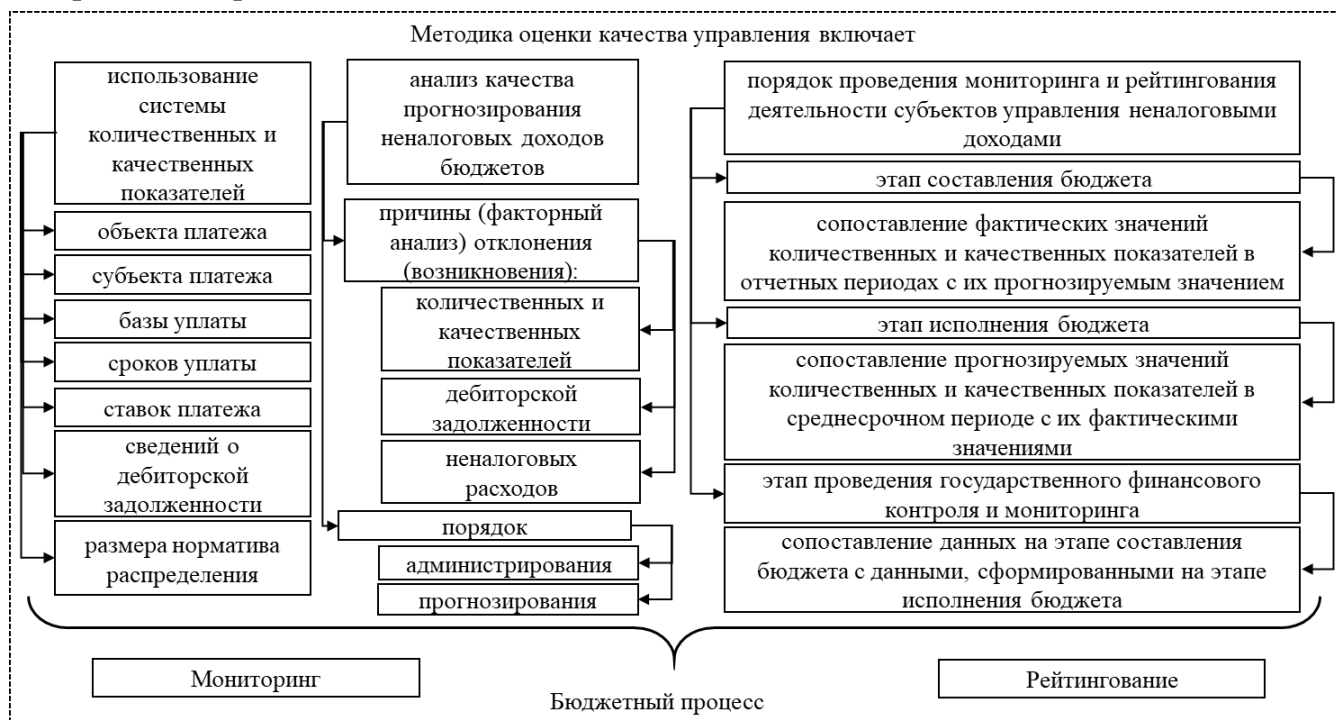 Методика оценки качества управления включает
использование
системы
количественных и
качественных
показателей
объекта платежа
субъекта платежа
базы уплаты
сроков уплаты
ставок платежа
сведений о
дебиторской
задолженности
размера норматива
распределения
анализ качества
прогнозирования
неналоговых доходов
бюджетов
причины (факторный
анализ) отклонения
(возникновения):
количественных и
качественных
показателей
дебиторской
задолженности
неналоговых
расходов
порядок
администрирования
прогнозирования
порядок проведения мониторинга и рейтингования
деятельности субъектов управления неналоговыми
доходами
этап составления бюджета
сопоставление фактических значений
количественных и качественных показателей в
отчетных периодах с их прогнозируемым значением
этап исполнения бюджета
сопоставление прогнозируемых значений
количественных и качественных показателей в
среднесрочном периоде с их фактическими
значениями
этап проведения государственного финансового
контроля и мониторинга
сопоставление данных на этапе составления
бюджета с данными, сформированными на этапе
исполнения бюджета
Мониторинг
Бюджетный процесс
Рейтингование